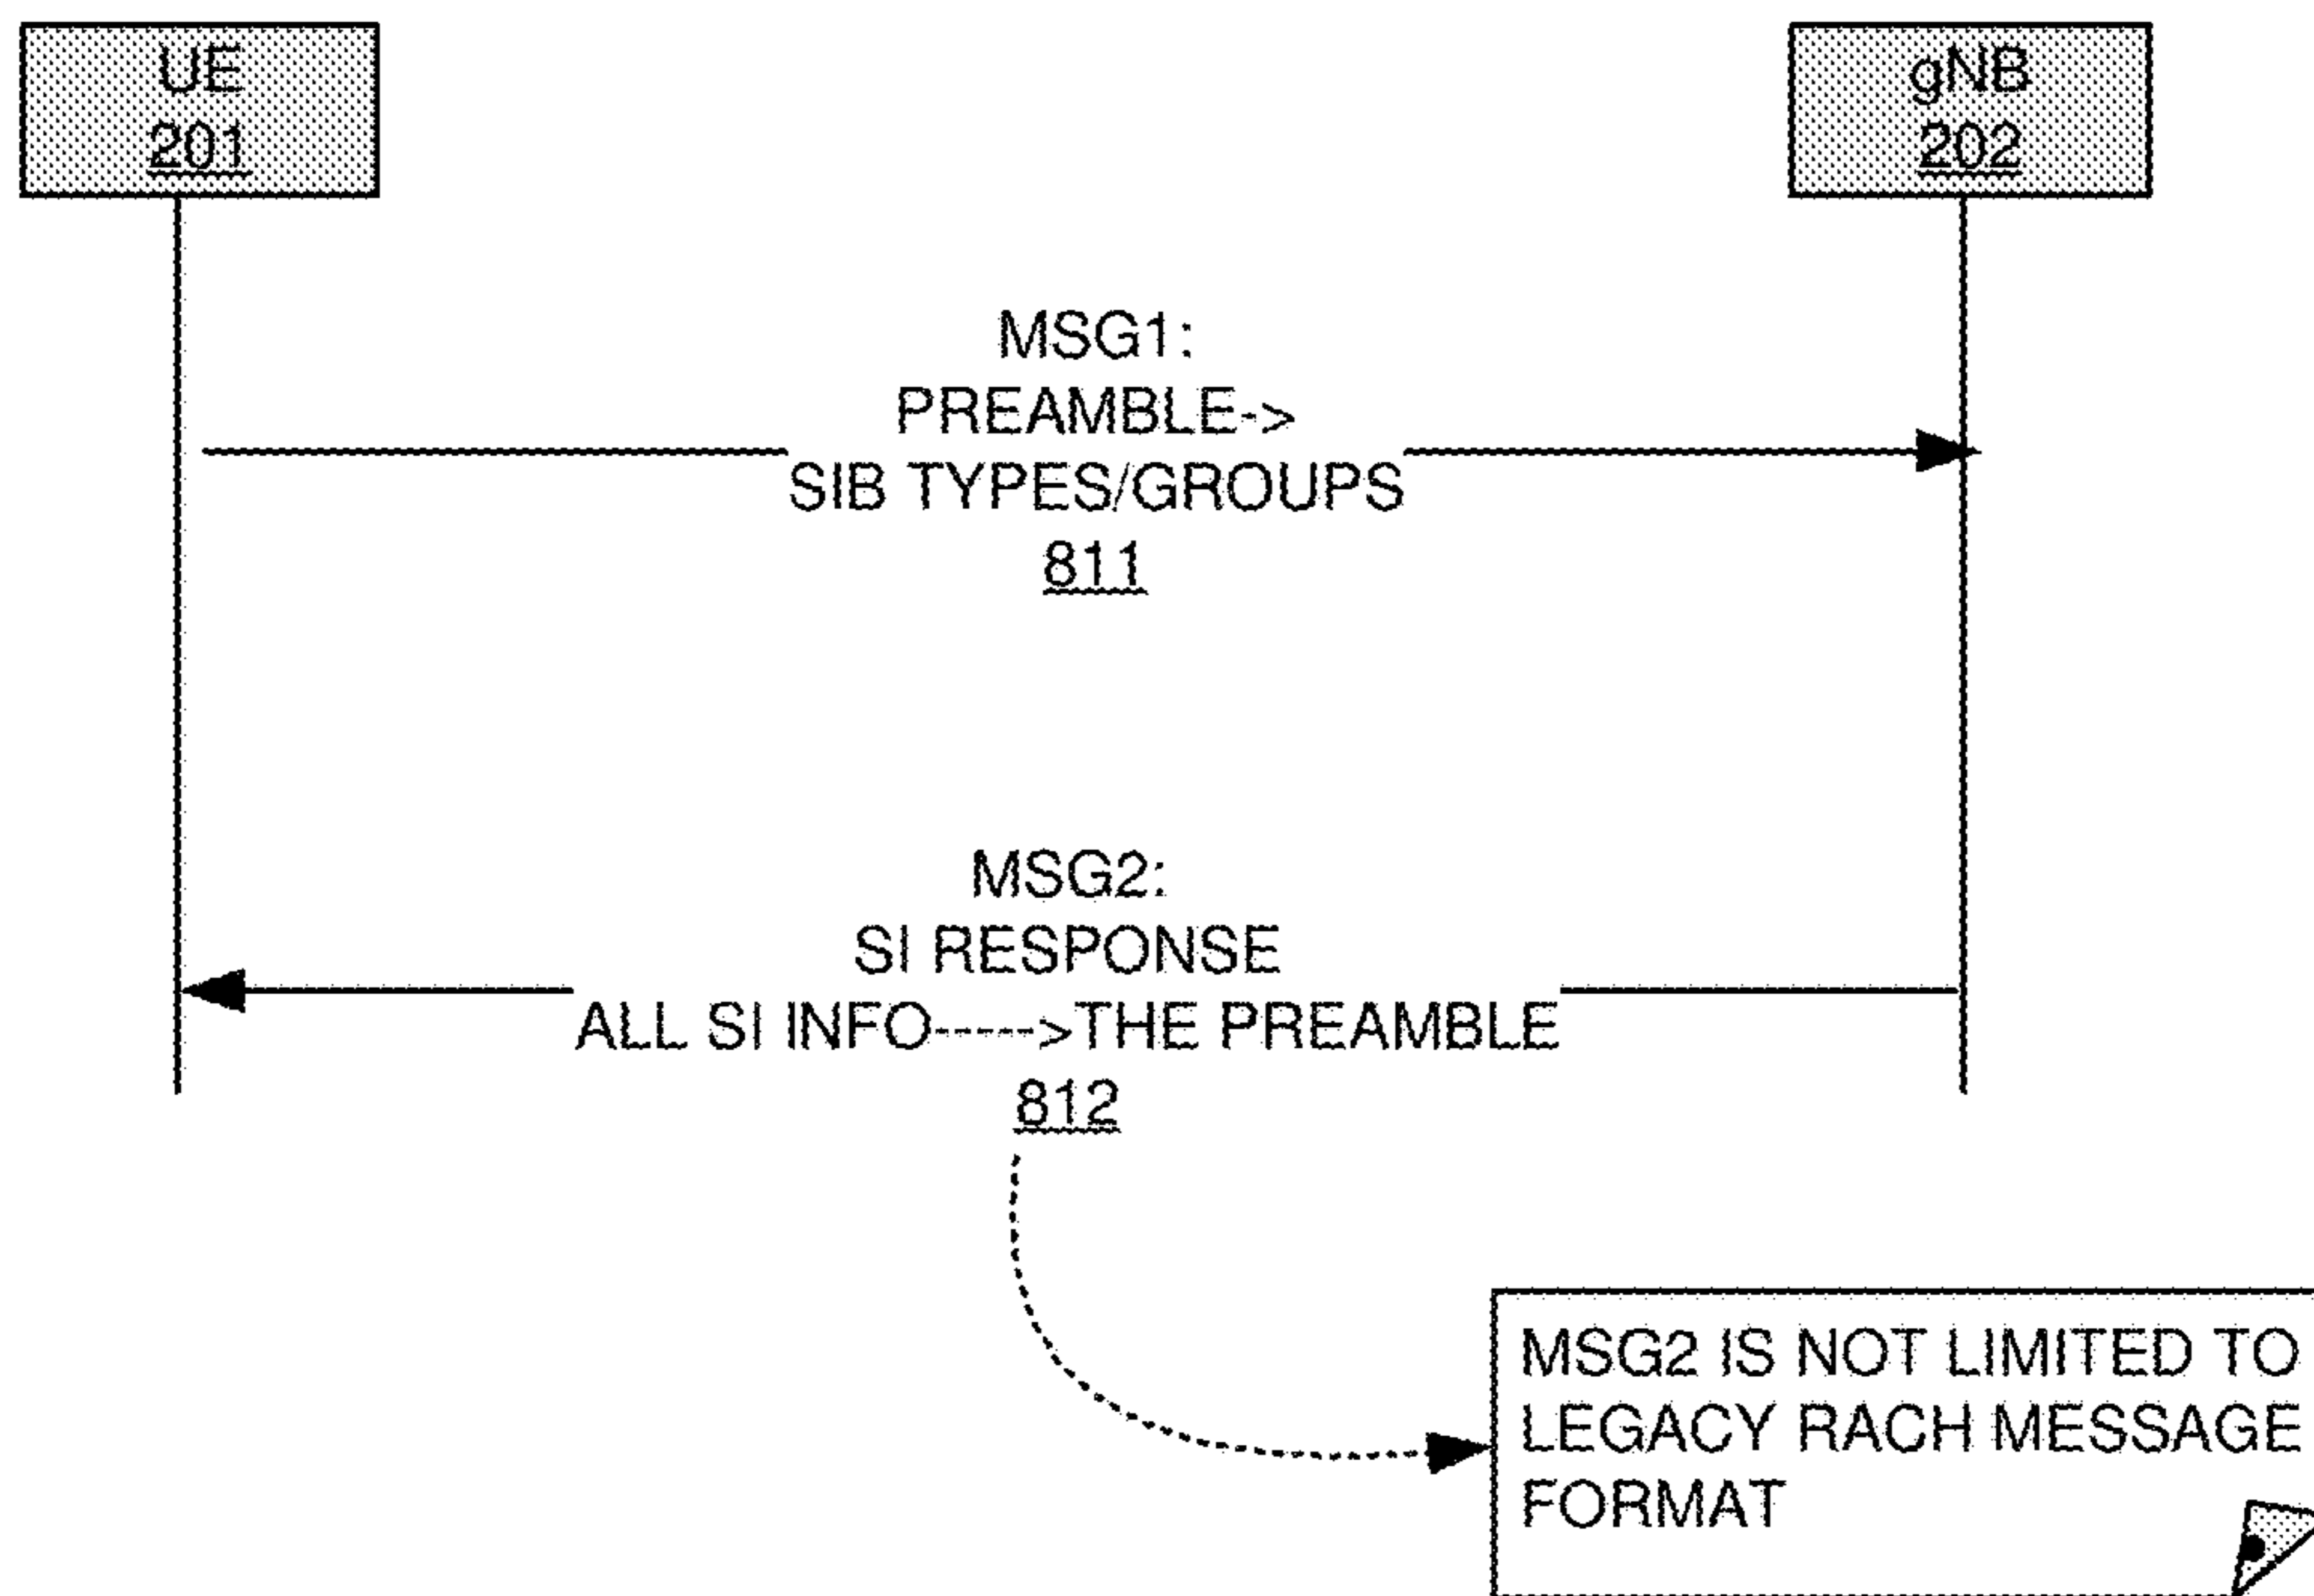 UE
201
gNB
202
MSG1:
PREAMBLE->
SIB TYPES/GROUPS
811
MSG2:
SI RESPONSE
ALL SI INFO----->THE PREAMBLE
812
MSG2 IS NOT LIMITED TO
LEGACY RACH MESSAGE
FORMAT